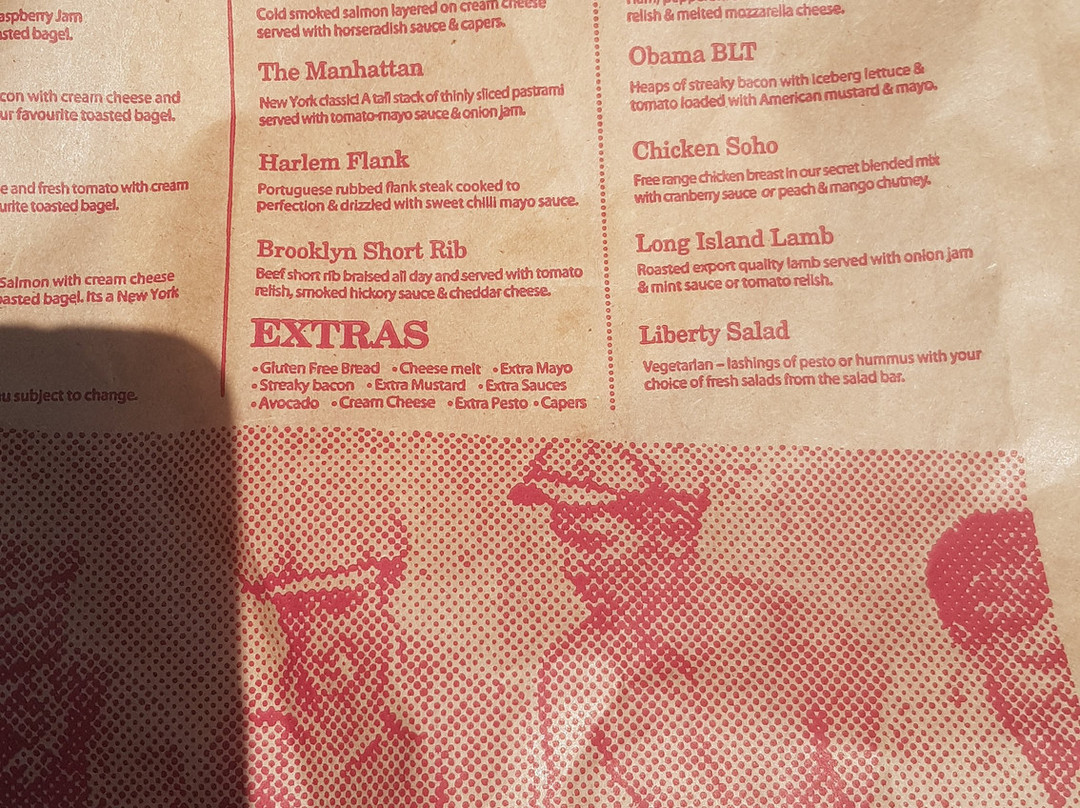 aspberry Jam
asted bagel.
con with cream cheese and
ur favourite toasted bagel.
e and fresh tomato with cream
urite toasted bagel.
Salmon with cream cheese
oasted bagel. Its a New York
u subject to change.
Cold smoked salmon layered on cream cheese
served with horseradish sauce & capers.
The Manhattan
New York classic! A tall stack of thinly sliced pastrami
served with tomato-mayo sauce & onion jam.
Harlem Flank
Portuguese rubbed flank steak cooked to
perfection & drizzled with sweet chilli mayo sauce.
Brooklyn Short Rib
Beef short rib braised all day and served with tomato
relish, smoked hickory sauce & cheddar cheese.
EXTRAS
• Gluten Free Bread • Cheese melt • Extra Mayo
• Streaky bacon • Extra Mustard • Extra Sauces
• Avocado • Cream Cheese • Extra Pesto • Capers
relish & melted mozzarella cheese.
Obama BLT
Heaps of streaky bacon with Iceberg lettuce &
tomato loaded with American mustard & mayo.
Chicken Soho
Free range chicken breast in our secret blended mix
with cranberry sauce or peach & mango chutney.
Long Island Lamb
Roasted export quality lamb served with onion jam
& mint sauce or tomato relish.
Liberty Salad
Vegetarian – lashings of pesto or hummus with your
choice of fresh salads from the salad bar.